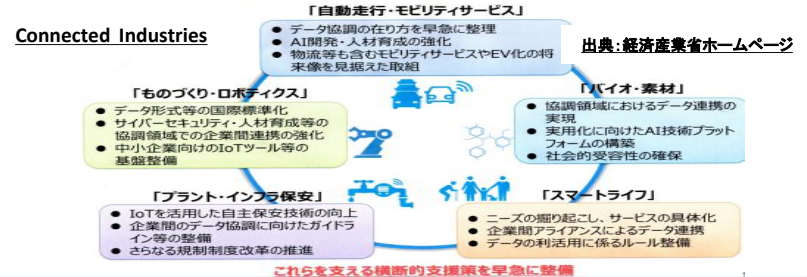 Connected Industries
「自動走行・モビリティサービス」
● データ協調の在り方を早急に整理
● AI開発・人材育成の強化
● 物流等も含むモビリティサービスやEV化の将
来像を見据えた取組
出典:経済産業省ホームページ
「ものづくり・ロボティクス」
● データ形式等の国際標準化
● サイバーセキュリティ・人材育成等の
協調領域での企業間連携の強化
● 中小企業向けのIoTツール等の
基盤整備
「バイオ・素材」
● 協調領域におけるデータ連携の
実現
● 実用化に向けたAI技術プラット
フォームの構築
● 社会的受容性の確保
「プラント・インフラ保安」
● IoTを活用した自主保安技術の向上
● 企業間のデータ協調に向けたガイドラ
イン等の整備
● さらなる規制制度改革の推進
「スマートライフ」
● ニーズの掘り起こし、サービスの具体化
● 企業間アライアンスによるデータ連携
● データの利活用に係るルール整備
これらを支える横断的支援策を早急に整備
1